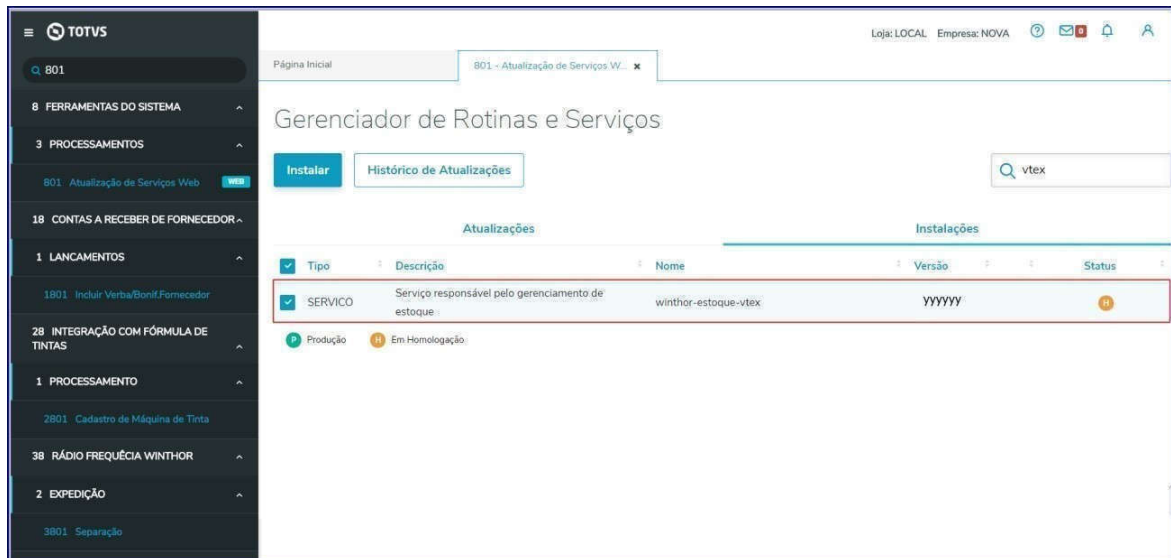 TOTVS
Loja: LOCAL Empresa: NOVA
0
801
Página Inicial
801 - Atualização de Serviços W... x
8 FERRAMENTAS DO SISTEMA
3 PROCESSAMENTOS
801 Atualização de Serviços Web WEB
18 CONTAS A RECEBER DE FORNECEDOR
1 LANCAMENTOS
1801 Incluir Verba/Bonif.Fornecedor
28 INTEGRAÇÃO COM FÓRMULA DE
TINTAS
1 PROCESSAMENTO
2801 Cadastro de Máquina de Tinta
38 RÁDIO FREQUÊCIA WINTHOR
2 EXPEDIÇÃO
3801 Separação
Gerenciador de Rotinas e Serviços
Instalar Histórico de Atualizações vtex
Atualizações Instalações
Tipo Descrição Nome Versão Status
SERVICO Serviço responsável pelo gerenciamento de
estoque winthor-estoque-vtex yyyyyy H
P Produção H Em Homologação